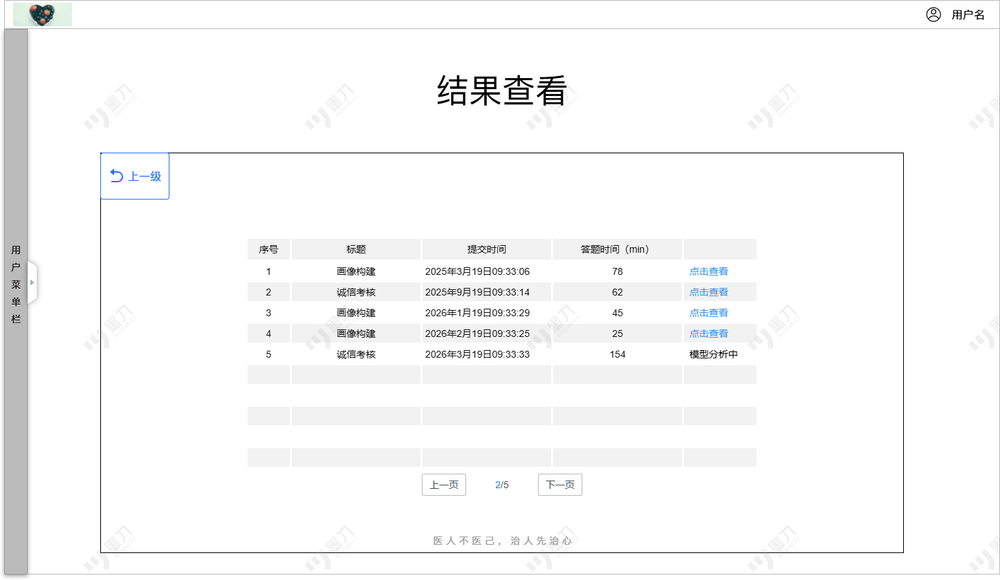 用户名
结果查看
上一级
用户菜单栏
序号 标题 提交时间 答题时间（min）
1 画像构建 2025年3月19日09:33:06 78 点击查看
2 诚信考核 2025年9月19日09:33:14 62 点击查看
3 画像构建 2026年1月19日09:33:29 45 点击查看
4 画像构建 2026年2月19日09:33:25 25 点击查看
5 诚信考核 2026年3月19日09:33:33 154 模型分析中
上一页 2/5 下一页
医人不医己，治人先治心
墨刀